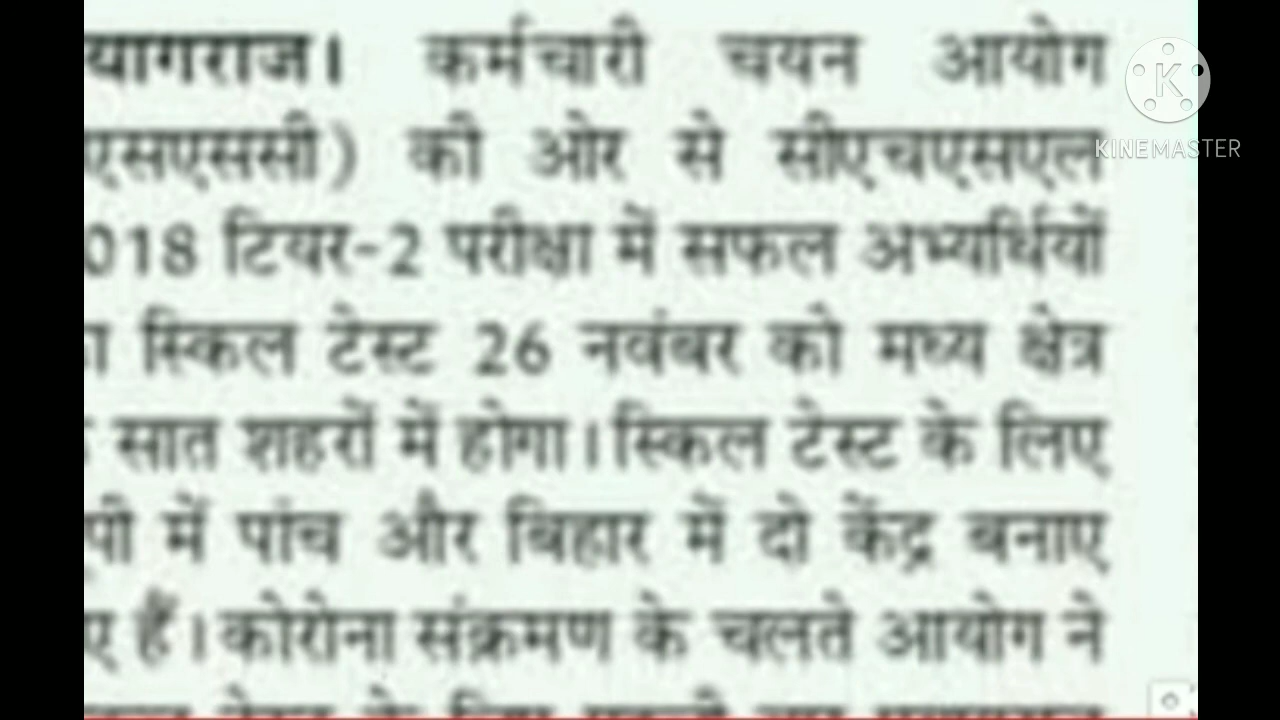 यागराज। कर्मचारी चयन आयोग
एसएससी) की ओर से सीएचएसएल
018 टियर-2 परीक्षा में सफल अभ्यर्थियों
का स्किल टेस्ट 26 नवंबर को मध्य क्षेत्र
सात शहरों में होगा। स्किल टेस्ट के लिए
पी में पांच और बिहार में दो केंद्र बनाए
ए हैं। कोरोना संक्रमण के चलते आयोग ने
K
KINEMASTER